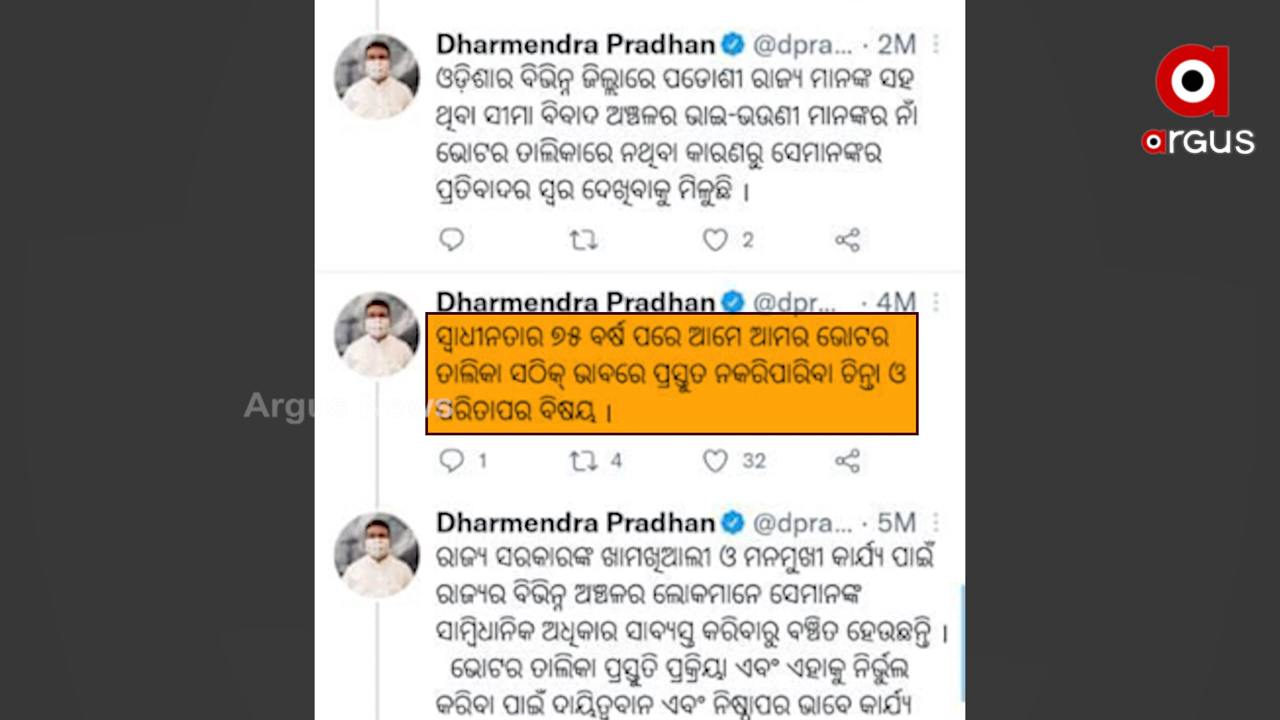 Dharmendra Pradhan @dpra... · 2M
ଓଡ଼ିଶାର ବିଭିନ୍ନ ଜିଲ୍ଲାରେ ପଡୋଶୀ ରାଜ୍ୟ ମାନଙ୍କ ସହ
ଥିବା ସୀମା ବିବାଦ ଅଞ୍ଚଳର ଭାଇ-ଭଉଣୀ ମାନଙ୍କର ନାଁ
ଭୋଟର ତାଲିକାରେ ନଥିବା କାରଣରୁ ସେମାନଙ୍କର
ପ୍ରତିବାଦର ସ୍ୱର ଦେଖିବାକୁ ମିଳୁଛି ।
2
Dharmendra Pradhan @dpr... · 4M
ସ୍ୱାଧୀନତାର ୭୫ ବର୍ଷ ପରେ ଆମେ ଆମର ଭୋଟର
ତାଲିକା ସଠିକ୍ ଭାବରେ ପ୍ରସ୍ତୁତ ନକରିପାରିବା ଚିନ୍ତା ଓ
ପରିତାପର ବିଷୟ ।
1 4 32
Dharmendra Pradhan @dpra... · 5M
ରାଜ୍ୟ ସରକାରଙ୍କ ଖାମଖିଆଲୀ ଓ ମନମୁଖୀ କାର୍ଯ୍ୟ ପାଇଁ
ରାଜ୍ୟର ବିଭିନ୍ନ ଅଞ୍ଚଳର ଲୋକମାନେ ସେମାନଙ୍କ
ସାମ୍ବିଧାନିକ ଅଧିକାର ସାବ୍ୟସ୍ତ କରିବାରୁ ବଞ୍ଚିତ ହେଉଛନ୍ତି ।
ଭୋଟର ତାଲିକା ପ୍ରସ୍ତୁତି ପ୍ରକ୍ରିୟା ଏବଂ ଏହାକୁ ନିର୍ଭୁଲ
କରିବା ପାଇଁ ଦାୟିତ୍ୱବାନ ଏବଂ ନିଷ୍ଠାପର ଭାବେ କାର୍ଯ୍ୟ
argus
Argus News